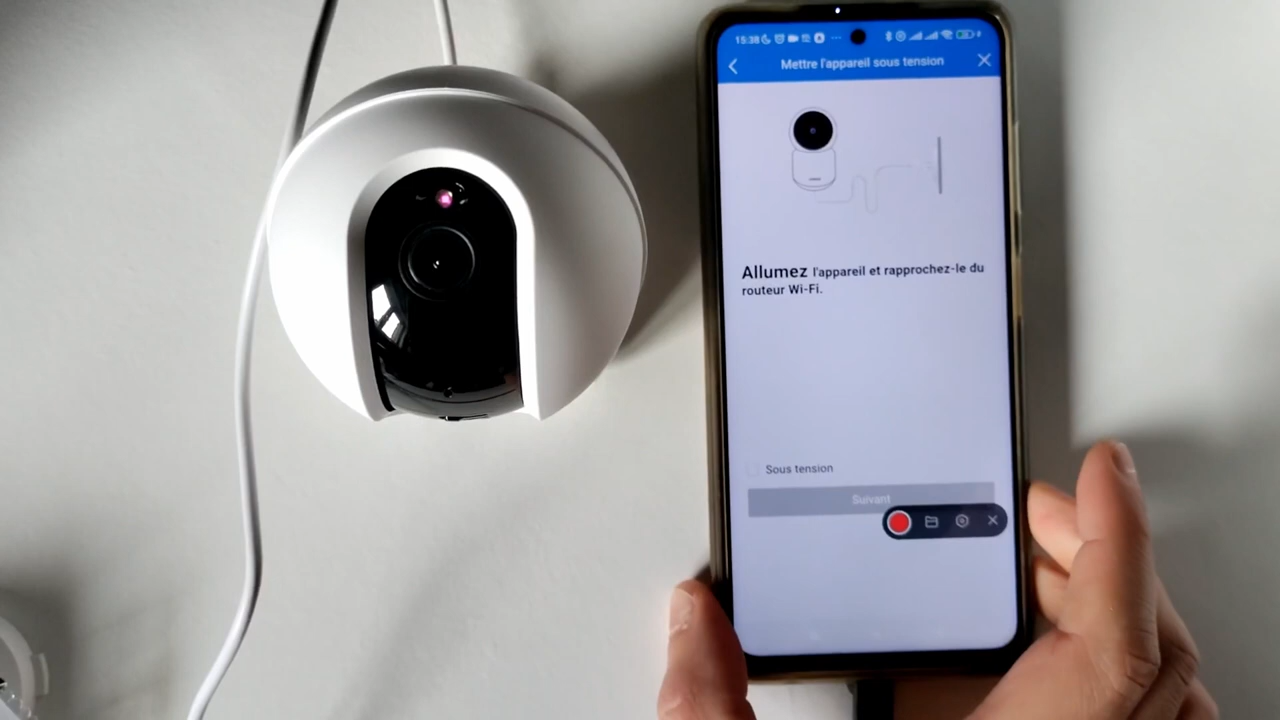 15:38
Mettre l'appareil sous tension
Allumez l'appareil et rapprochez-le du
routeur Wi-Fi.
Sous tension
Suivant